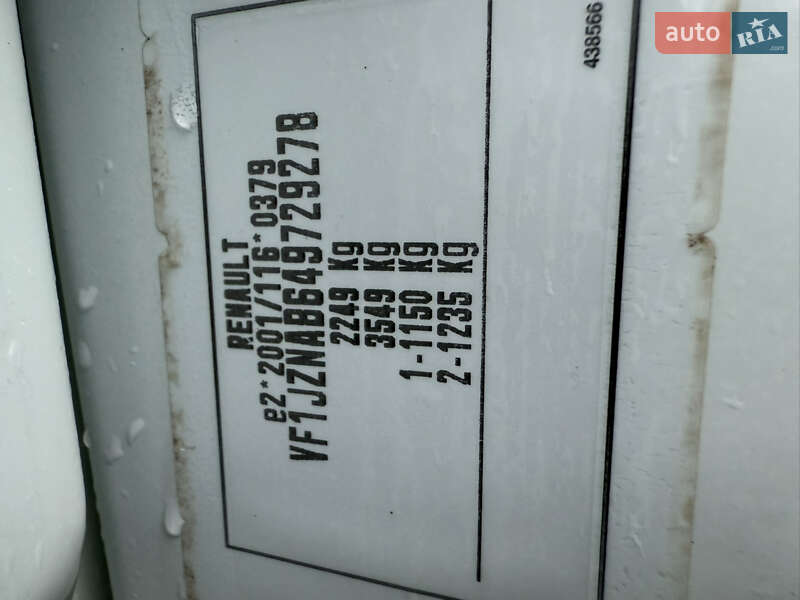 RENAULT
e2*2001/116*0379
VF1JZNAB649729278
2249 Kg
3549 Kg
1-1150 Kg
2-1235 Kg
438566
auto RIA
.com